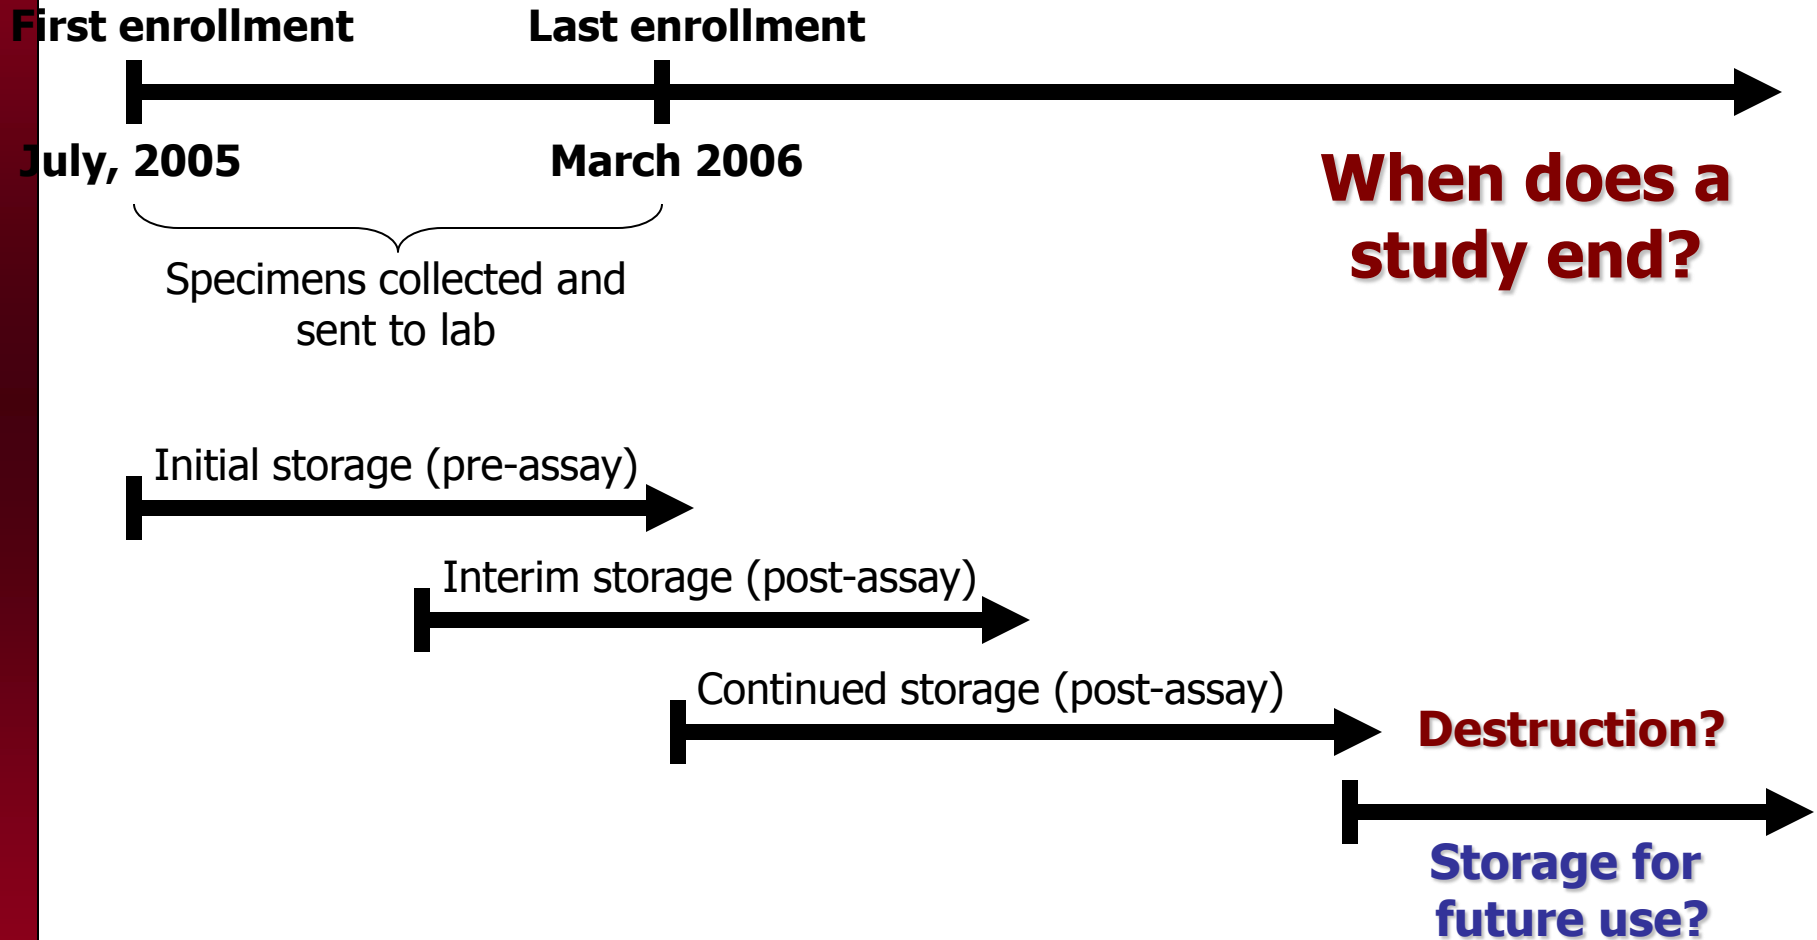 First enrollment
Last enrollment
July, 2005
March 2006
When does a
study end?
Specimens collected and
sent to lab
Initial storage (pre-assay)
Interim storage (post-assay)
Continued storage (post-assay)
Destruction?
Storage for
future use?